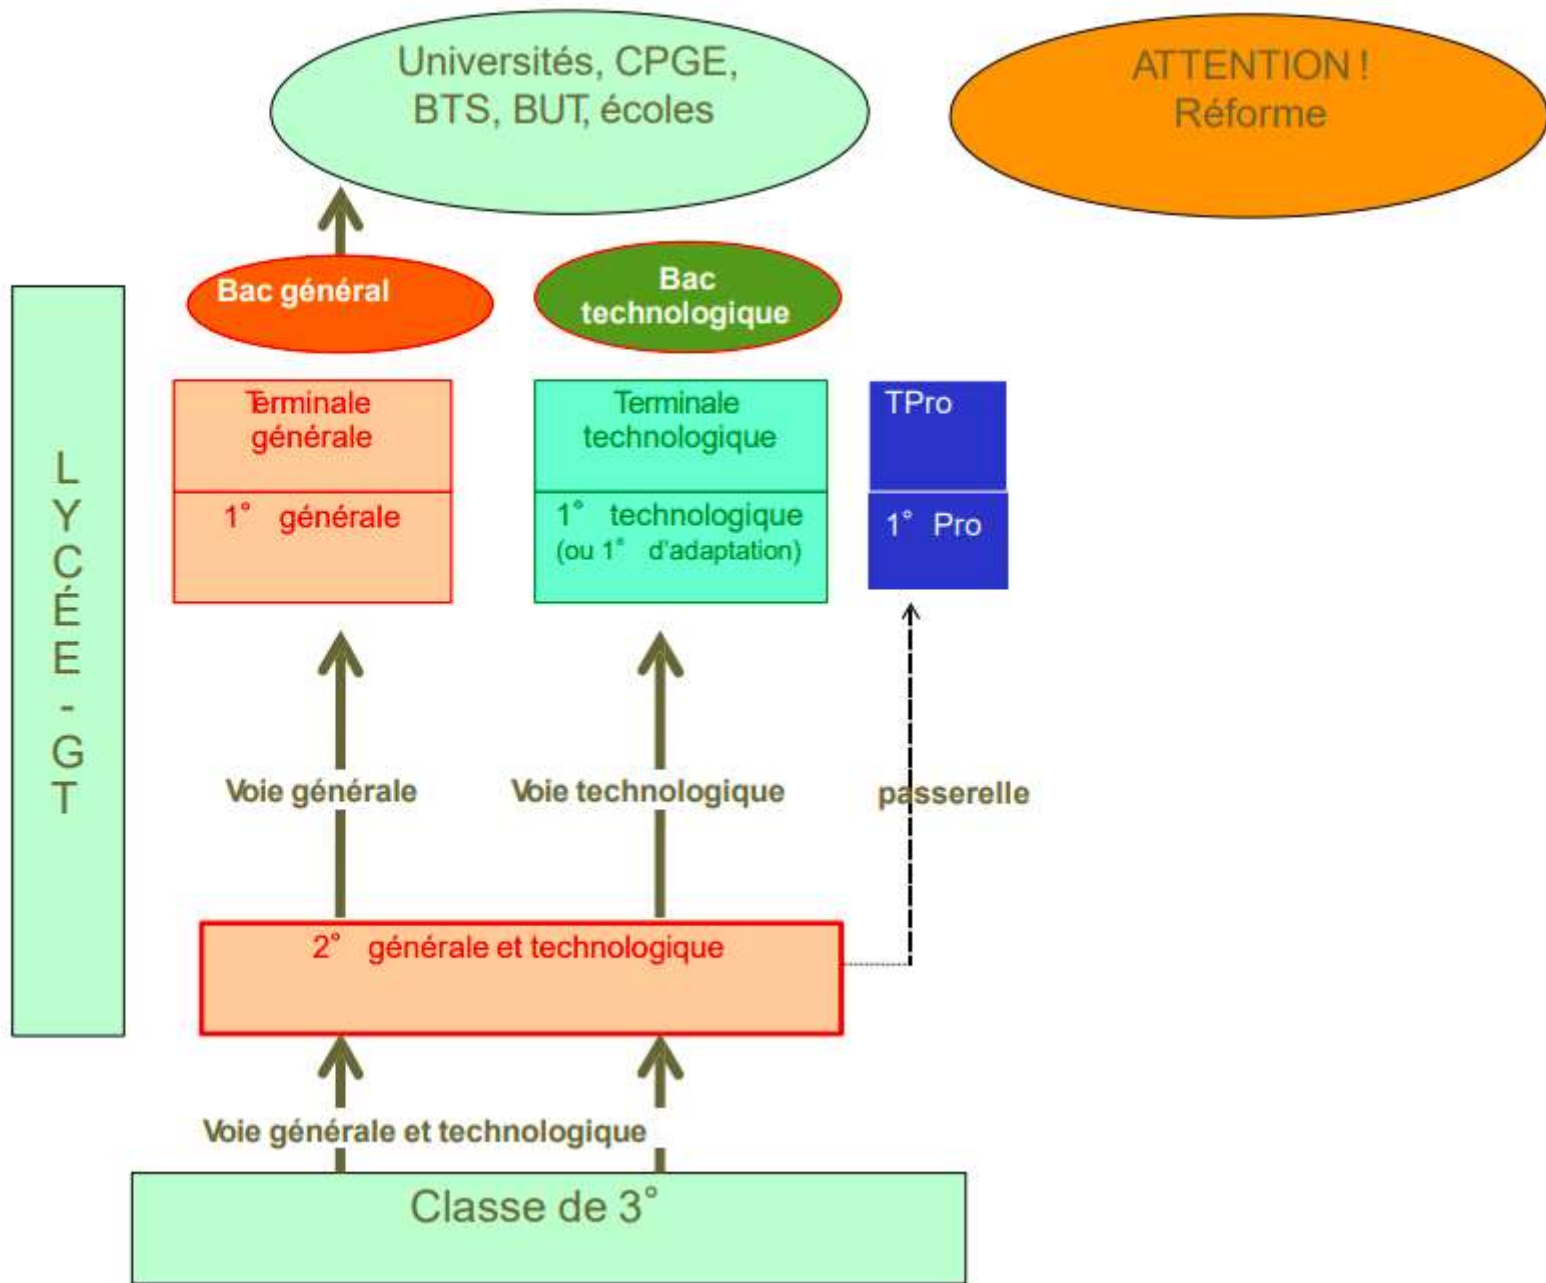 Universités, CPGE,
BTS, BUT, écoles
ATTENTION !
Réforme
Bac général
Bac
technologique
LYCÉE - GT
Terminale
générale
1° générale
Terminale
technologique
1° technologique
(ou 1° d'adaptation)
TPro
1° Pro
Voie générale
Voie technologique
passerelle
2° générale et technologique
Voie générale et technologique
Classe de 3°